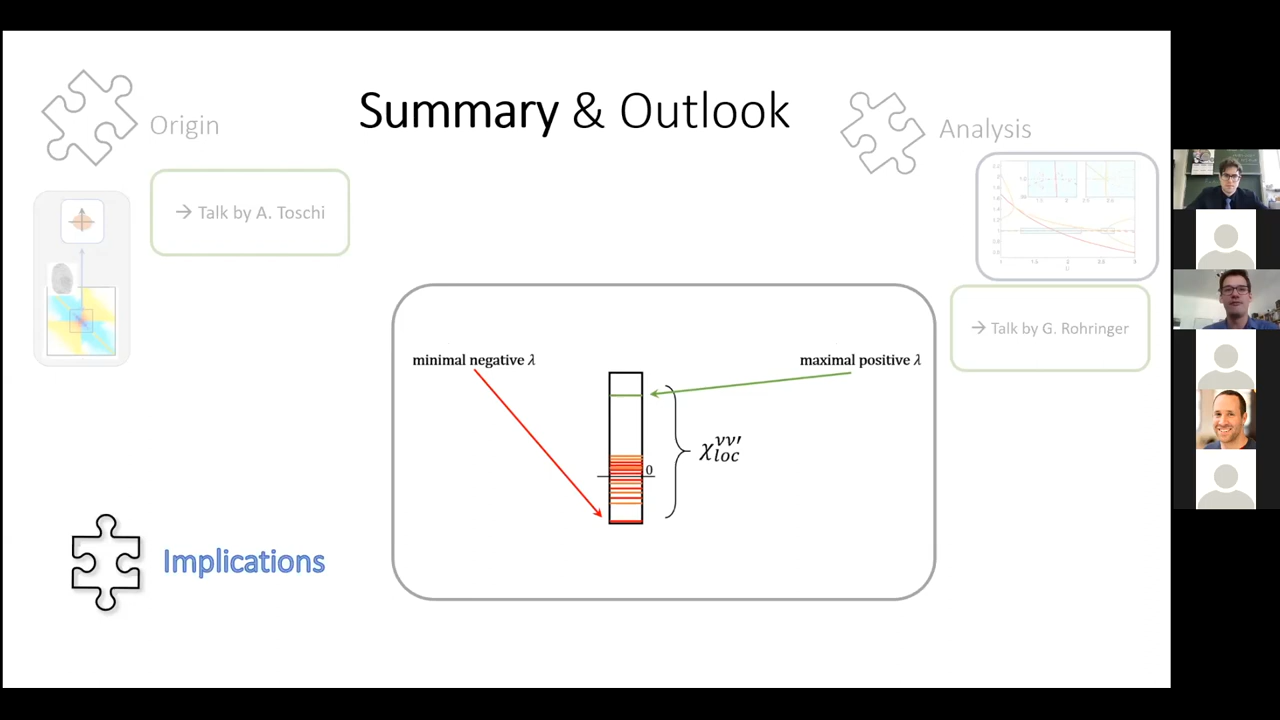 Summary & Outlook
Origin
Analysis
→ Talk by A. Toschi
→ Talk by G. Rohringer
minimal negative λ
maximal positive λ
0
χ_loc^νν′
Implications